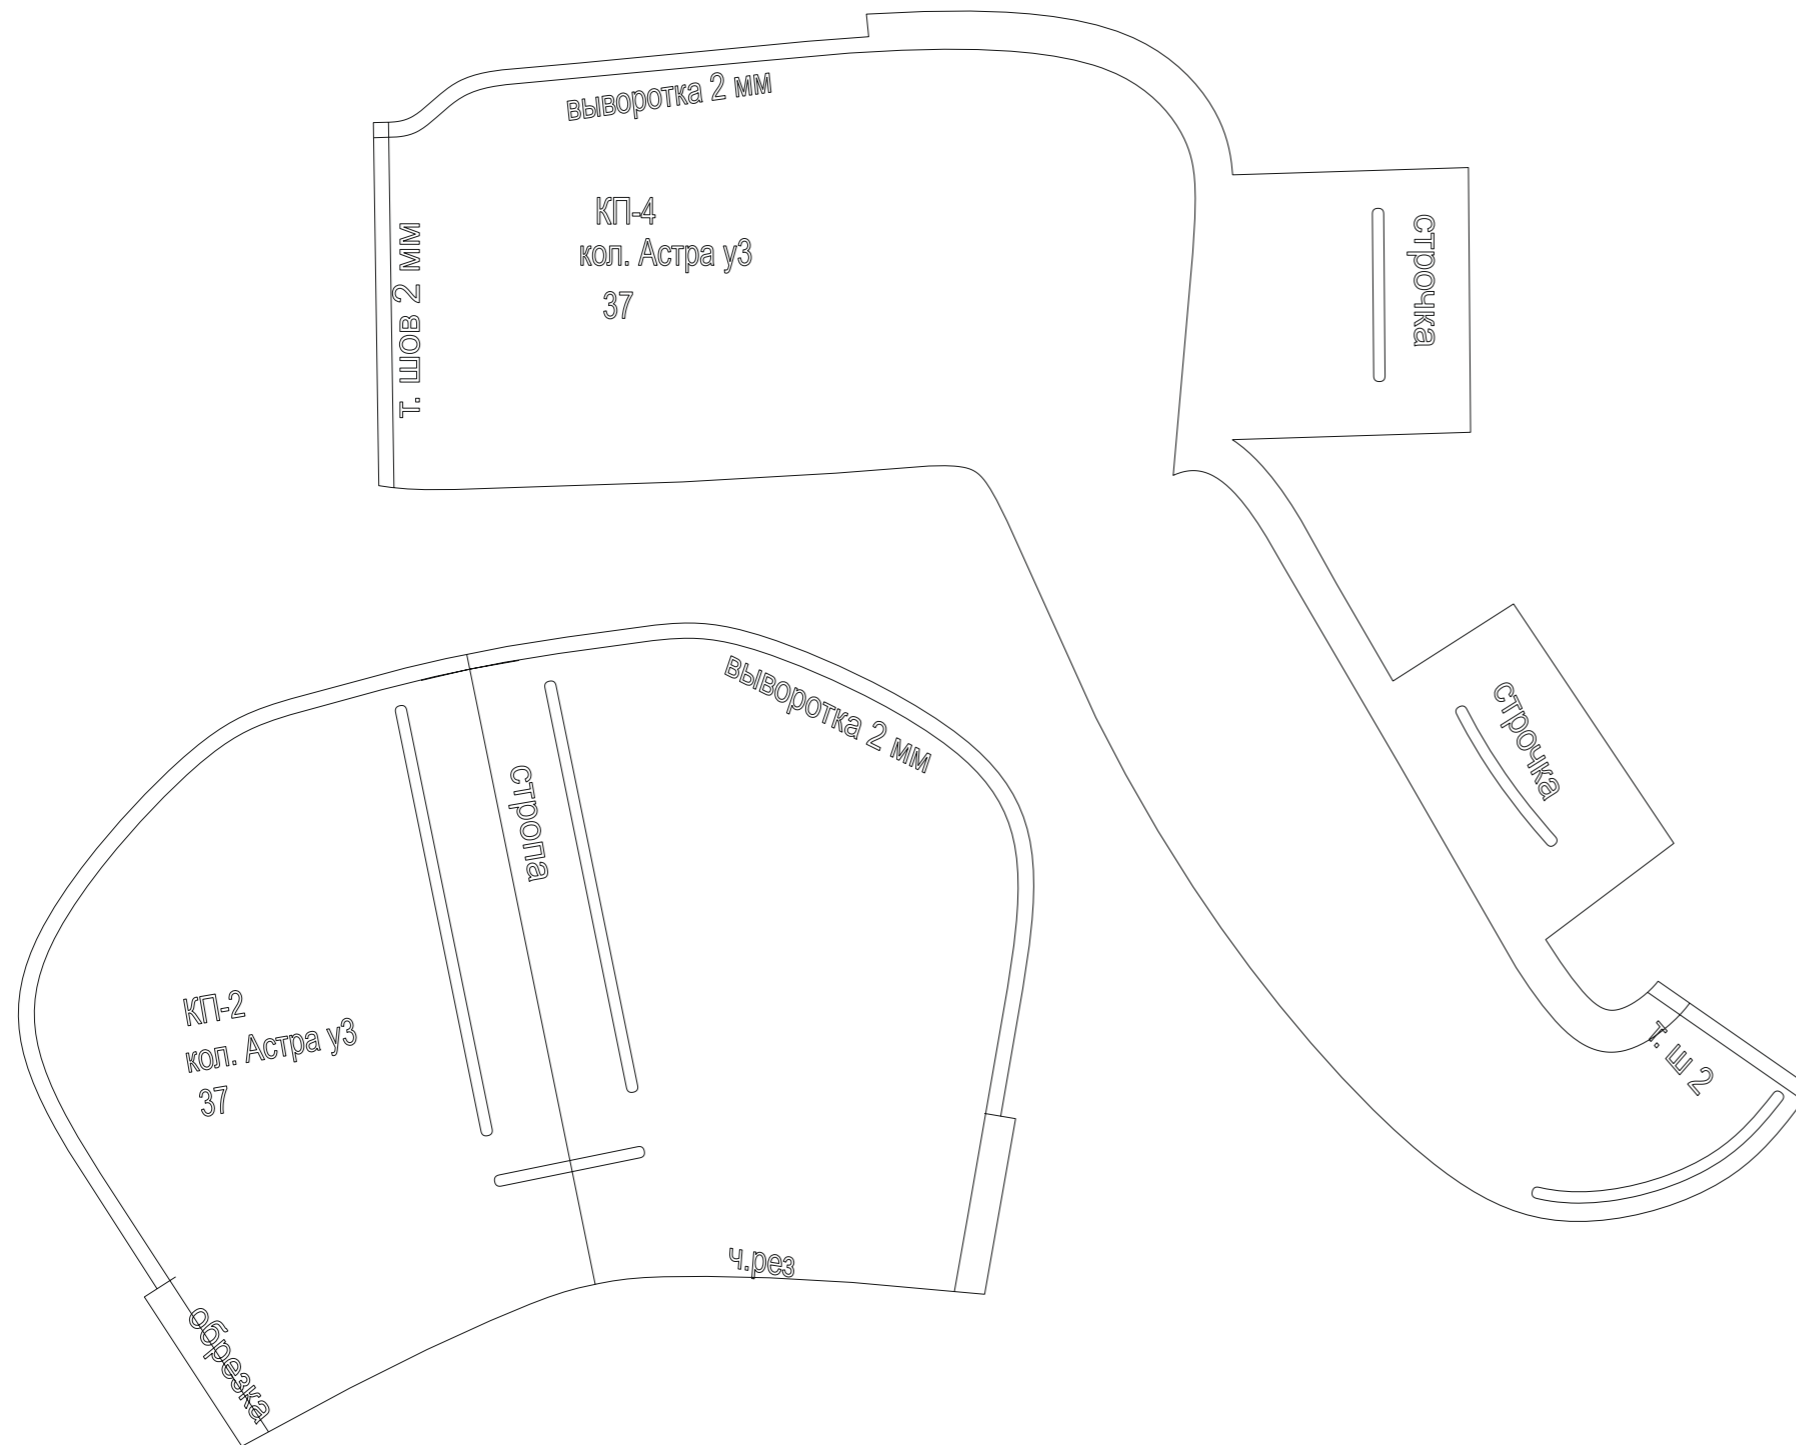 выворотка 2 мм
КП-4
кол. Астра у3
37
т. шов 2 мм
строчка
строчка
т. ш 2
выворотка 2 мм
стропа
КП-2
кол. Астра у3
37
ч.рез
обрезка